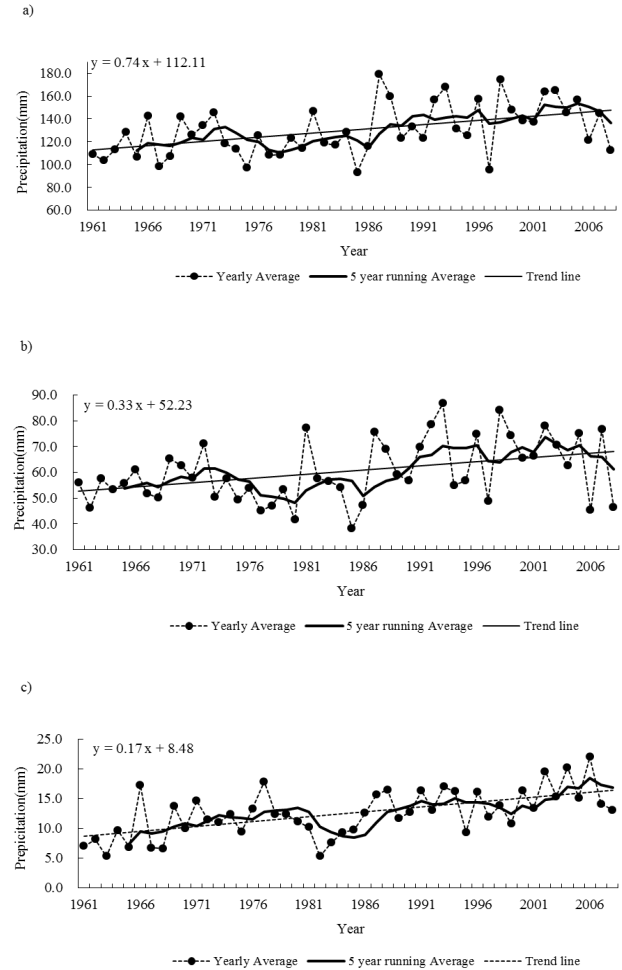 a)
y = 0.74 x + 112.11
180.0
160.0
140.0
120.0
100.0
80.0
60.0
Precipitation(mm)
1961 1966 1971 1976 1981 1986 1991 1996 2001 2006
Year
Yearly Average 5 year running Average Trend line
b)
y = 0.33 x + 52.23
90.0
80.0
70.0
60.0
50.0
40.0
30.0
Precipitation(mm)
1961 1966 1971 1976 1981 1986 1991 1996 2001 2006
Year
Yearly Average 5 year running Average Trend line
c)
y = 0.17 x + 8.48
25.0
20.0
15.0
10.0
5.0
0.0
Prepicitation(mm)
1961 1966 1971 1976 1981 1986 1991 1996 2001 2006
Year
Yearly Average 5 year running Average Trend line